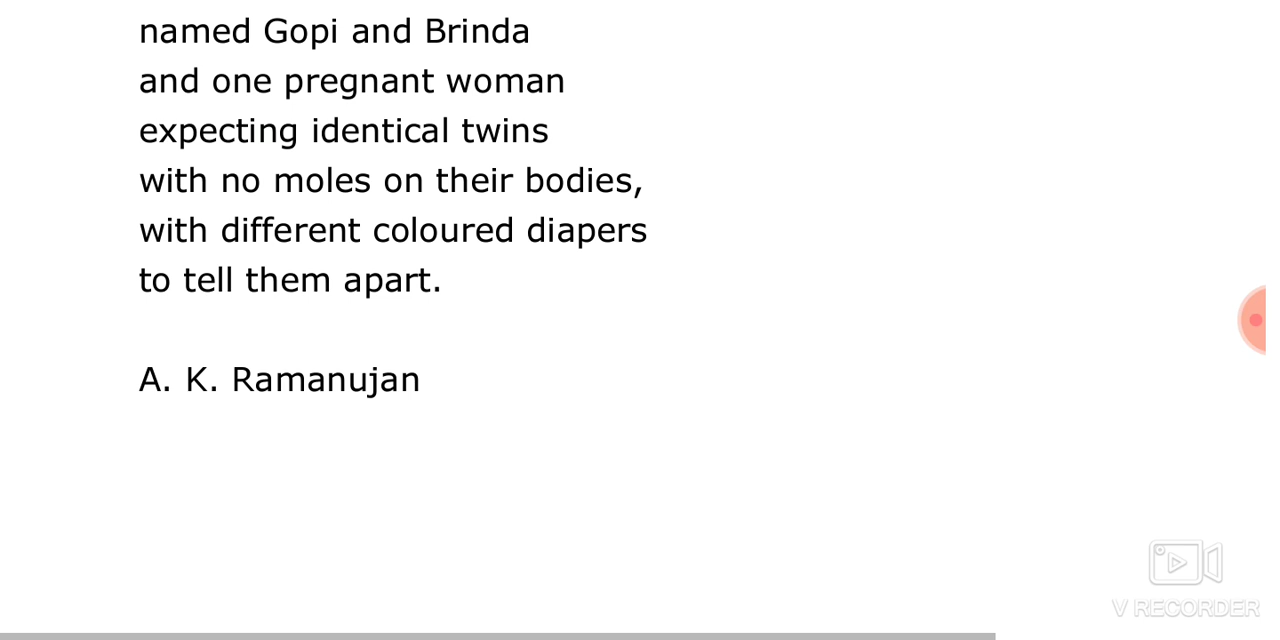 named Gopi and Brinda
and one pregnant woman
expecting identical twins
with no moles on their bodies,
with different coloured diapers
to tell them apart.
A. K. Ramanujan
V RECORDER